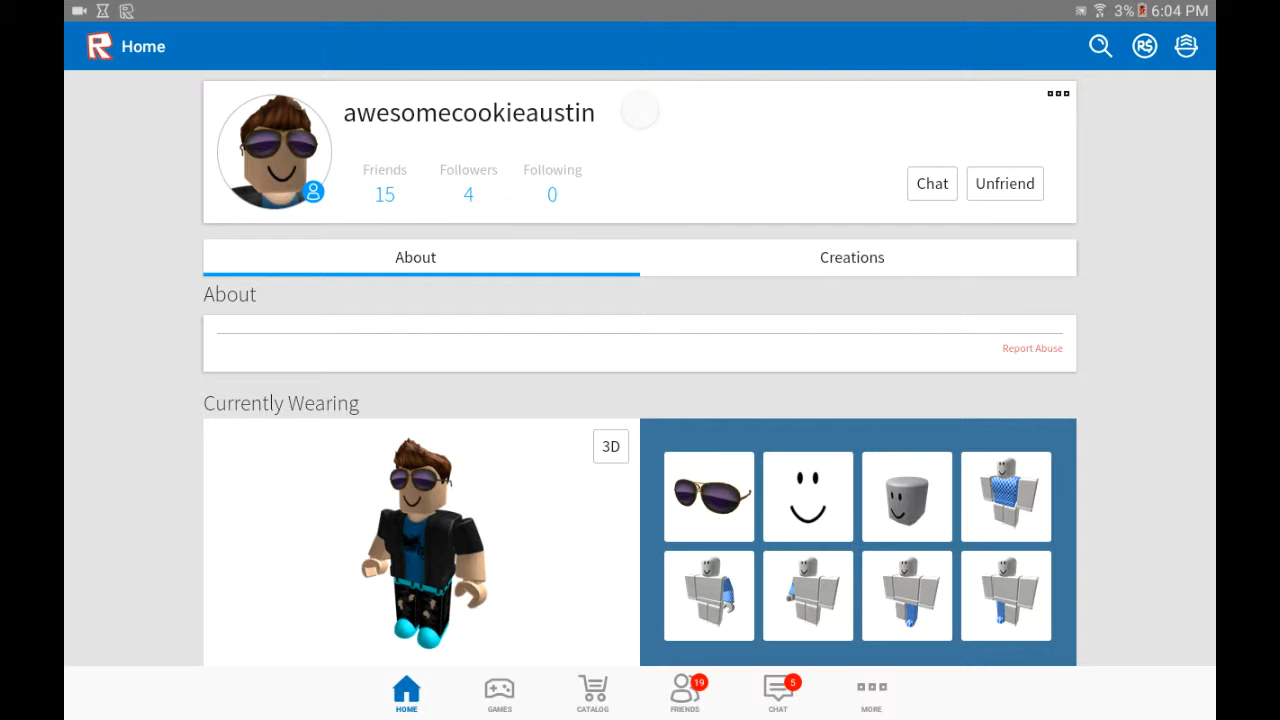 3% 6:04 PM
R Home R$
awesomecookieaustin
Friends Followers Following
15 4 0
Chat Unfriend
About Creations
About
Report Abuse
Currently Wearing
3D
19 5
HOME GAMES CATALOG FRIENDS CHAT MORE